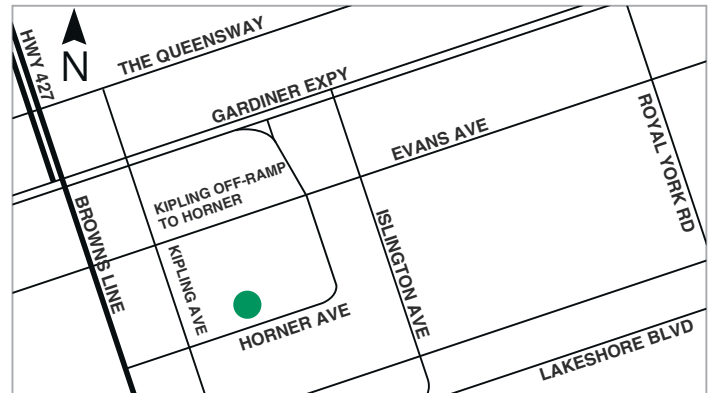 HWY 427
N
THE QUEENSWAY
GARDINER EXPY
EVANS AVE
ROYAL YORK RD
KIPLING OFF-RAMP
TO HORNER
BROWNS LINE
KIPLING AVE
ISLINGTON AVE
HORNER AVE
LAKESHORE BLVD